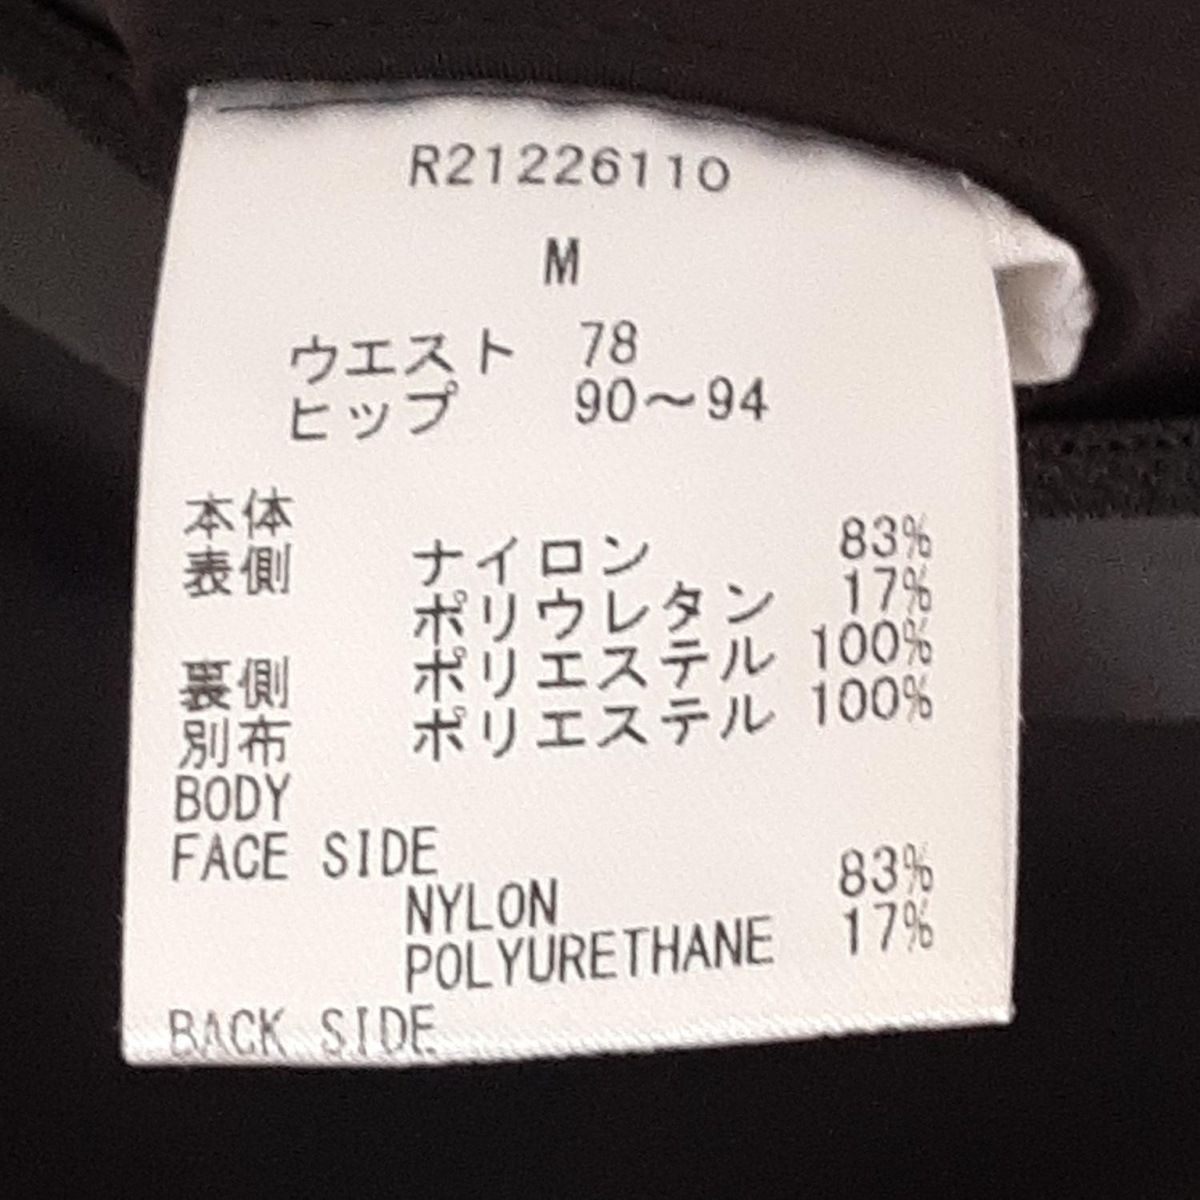 R21226110
M
ウエスト 78
ヒップ 90～94
本体
表側 ナイロン 83%
ポリウレタン 17%
裏側 ポリエステル 100%
別布 ポリエステル 100%
BODY
FACE SIDE
NYLON 83%
POLYURETHANE 17%
BACK SIDE